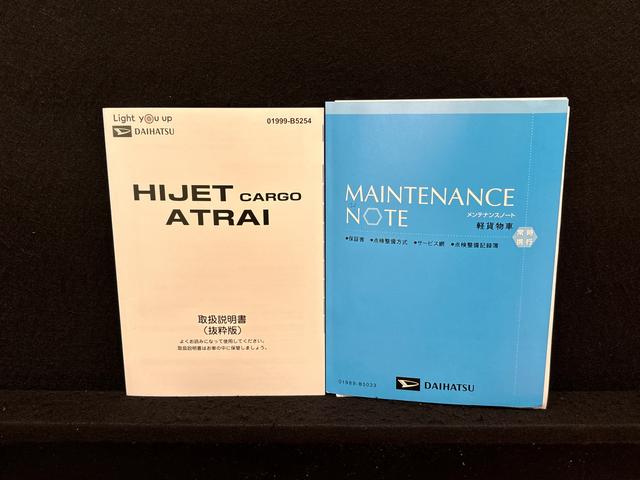 Light you up
DAIHATSU
01999-B5254
HIJET CARGO
ATRAI
取扱説明書
（抜粋版）
よくお読みになって使用してください。
取扱説明書はお車の中に保管しましょう。
MAINTENANCE
NOTE
メンテナンスノート
軽貨物車
常時
携行
●保証書 ●点検整備方式 ●サービス網 ●点検整備記録簿
01989-B5033
DAIHATSU